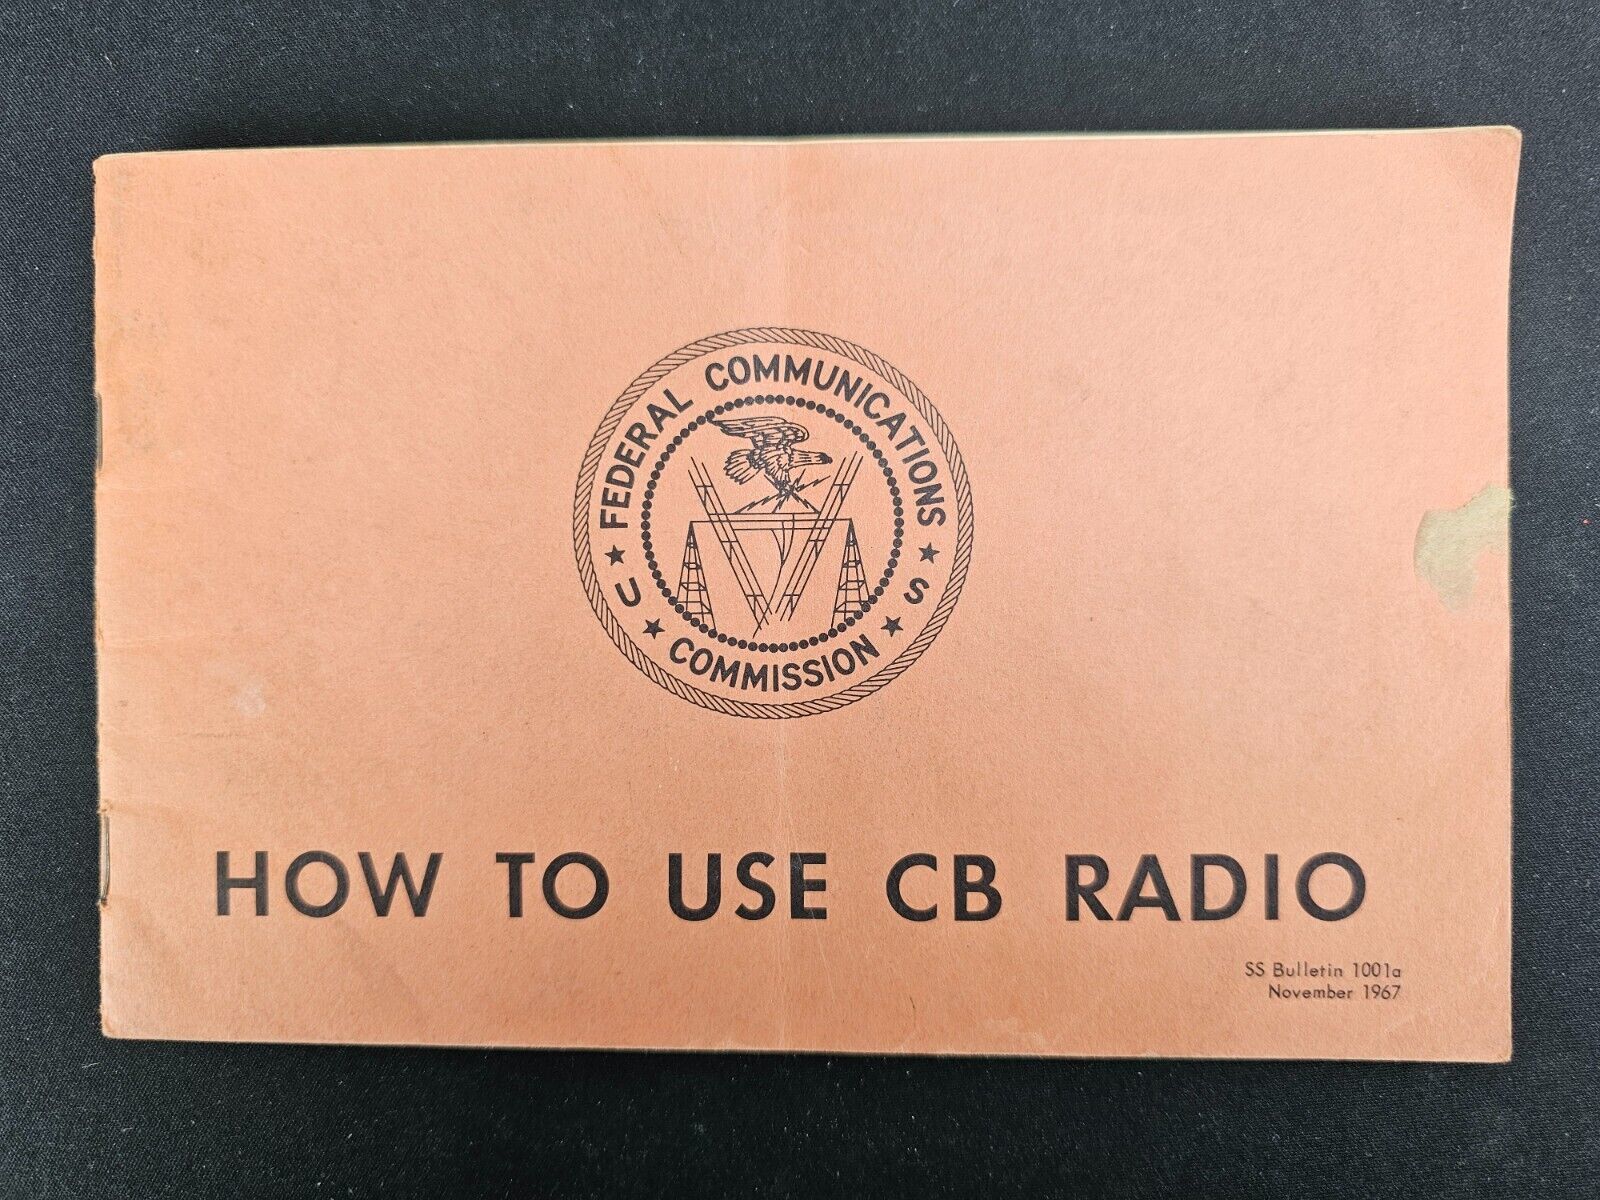 FEDERAL COMMUNICATIONS
U S
COMMISSION
HOW TO USE CB RADIO
SS Bulletin 1001a
November 1967